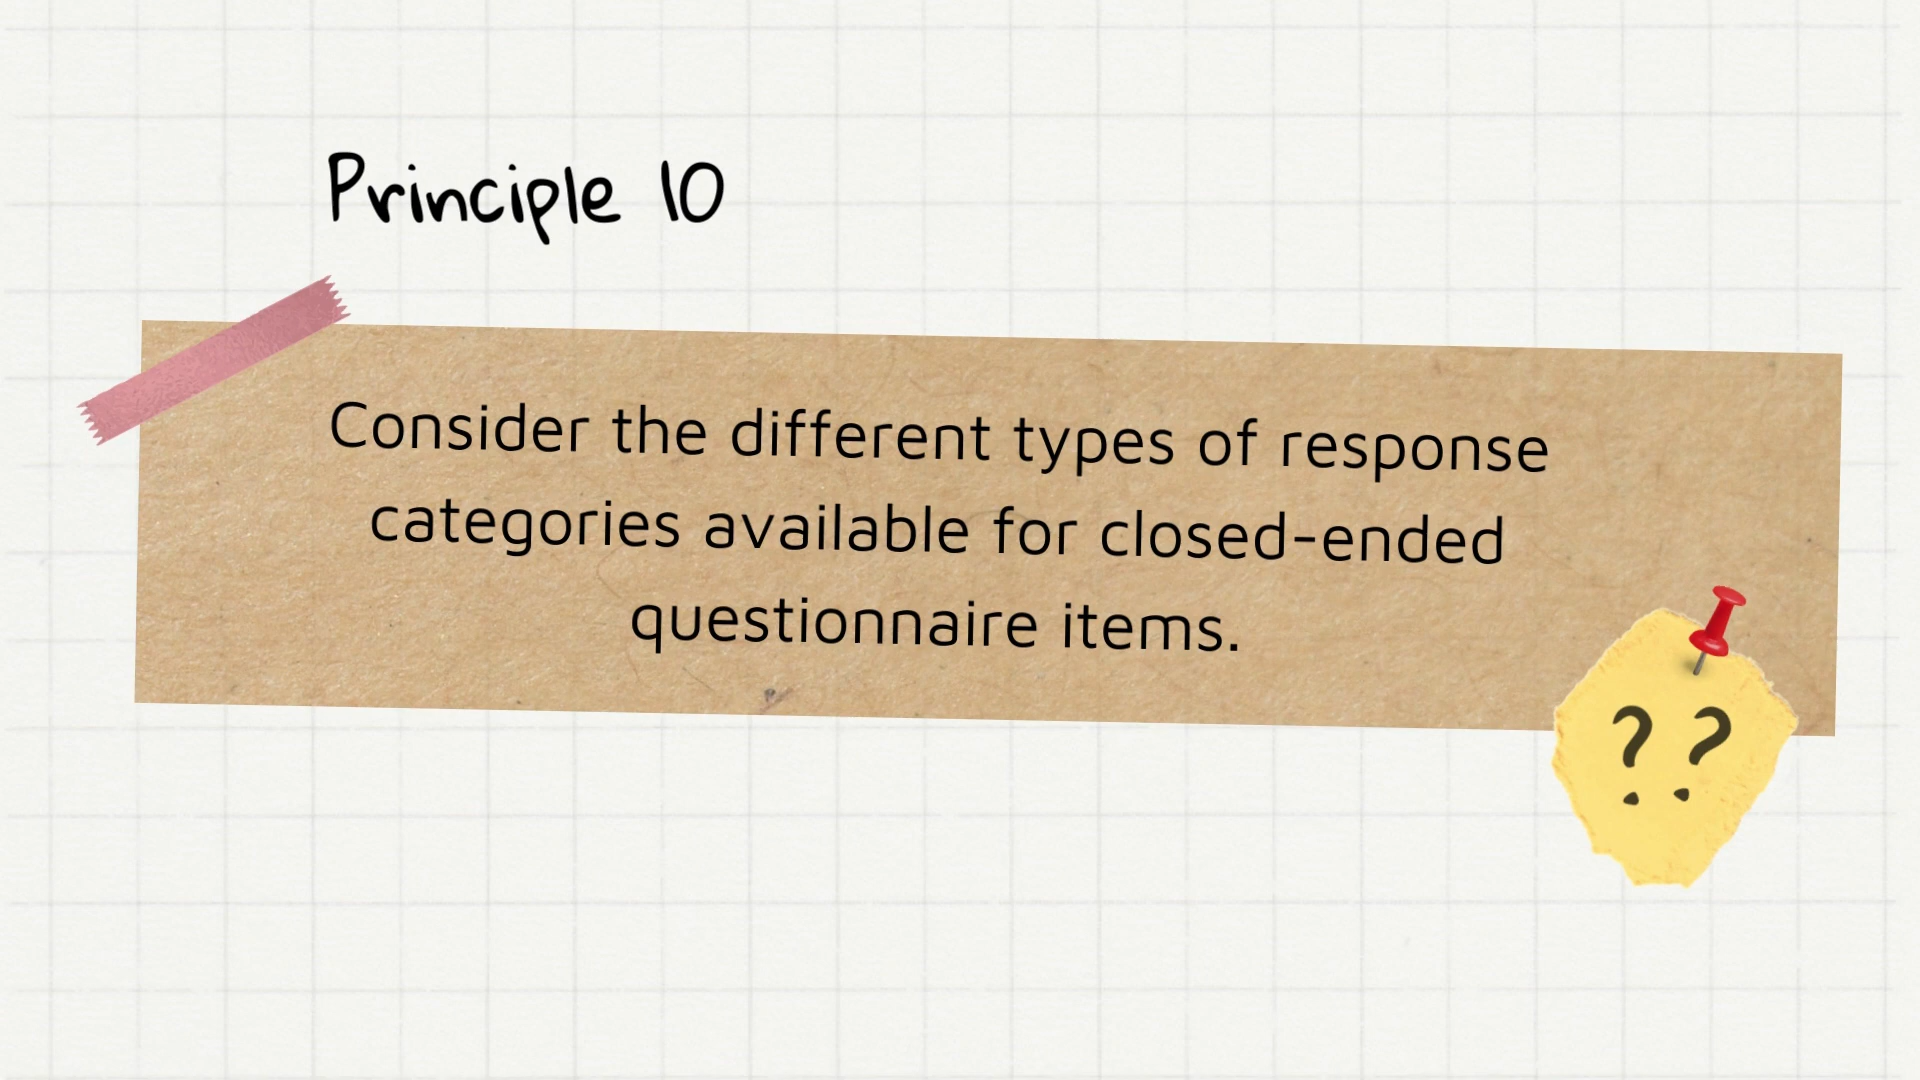 Principle 10
Consider the different types of response
categories available for closed-ended
questionnaire items.
? ?